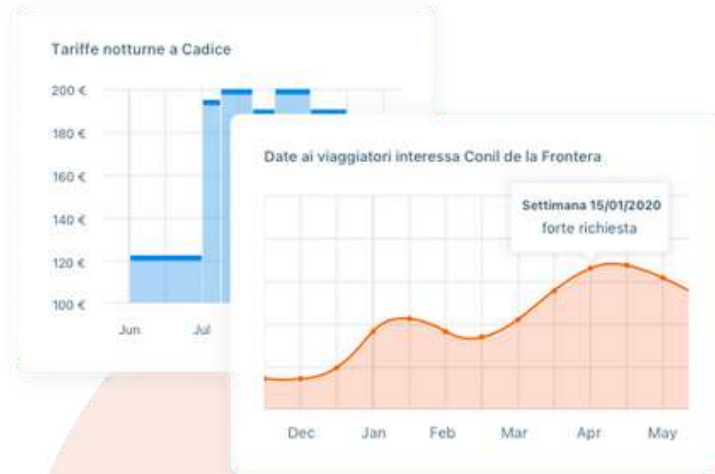 Tariffe notturne a Cadice
200 €
180 €
160 €
140 €
120 €
100 €
Jun Jul
Date ai viaggiatori interessa Conil de la Frontera
Settimana 15/01/2020
forte richiesta
Dec Jan Feb Mar Apr May